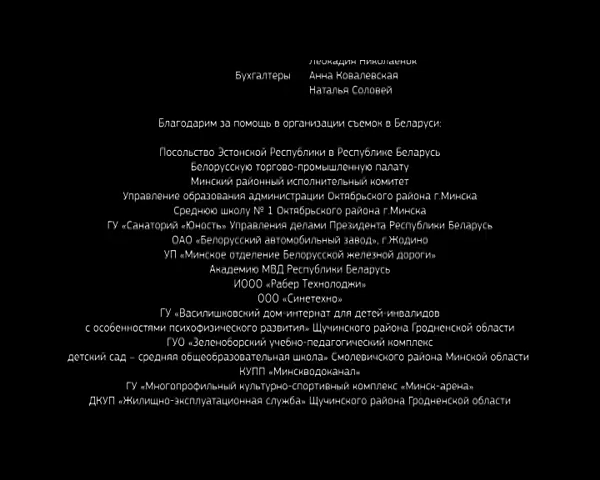 Леокадия Николаенок
Бухгалтеры Анна Ковалевская
Наталья Соловей
Благодарим за помощь в организации съемок в Беларуси:
Посольство Эстонской Республики в Республике Беларусь
Белорусскую торгово-промышленную палату
Минский районный исполнительный комитет
Управление образования администрации Октябрьского района г.Минска
Среднюю школу № 1 Октябрьского района г.Минска
ГУ «Санаторий «Юность» Управления делами Президента Республики Беларусь
ОАО «Белорусский автомобильный завод», г.Жодино
УП «Минское отделение Белорусской железной дороги»
Академию МВД Республики Беларусь
ИООО «Рабер Технолоджи»
ООО «Синетехно»
ГУ «Василишковский дом-интернат для детей-инвалидов
с особенностями психофизического развития» Щучинского района Гродненской области
ГУО «Зеленоборский учебно-педагогический комплекс
детский сад – средняя общеобразовательная школа» Смолевичского района Минской области
КУПП «Минскводоканал»
ГУ «Многопрофильный культурно-спортивный комплекс «Минск-арена»
ДКУП «Жилищно-эксплуатационная служба» Щучинского района Гродненской области